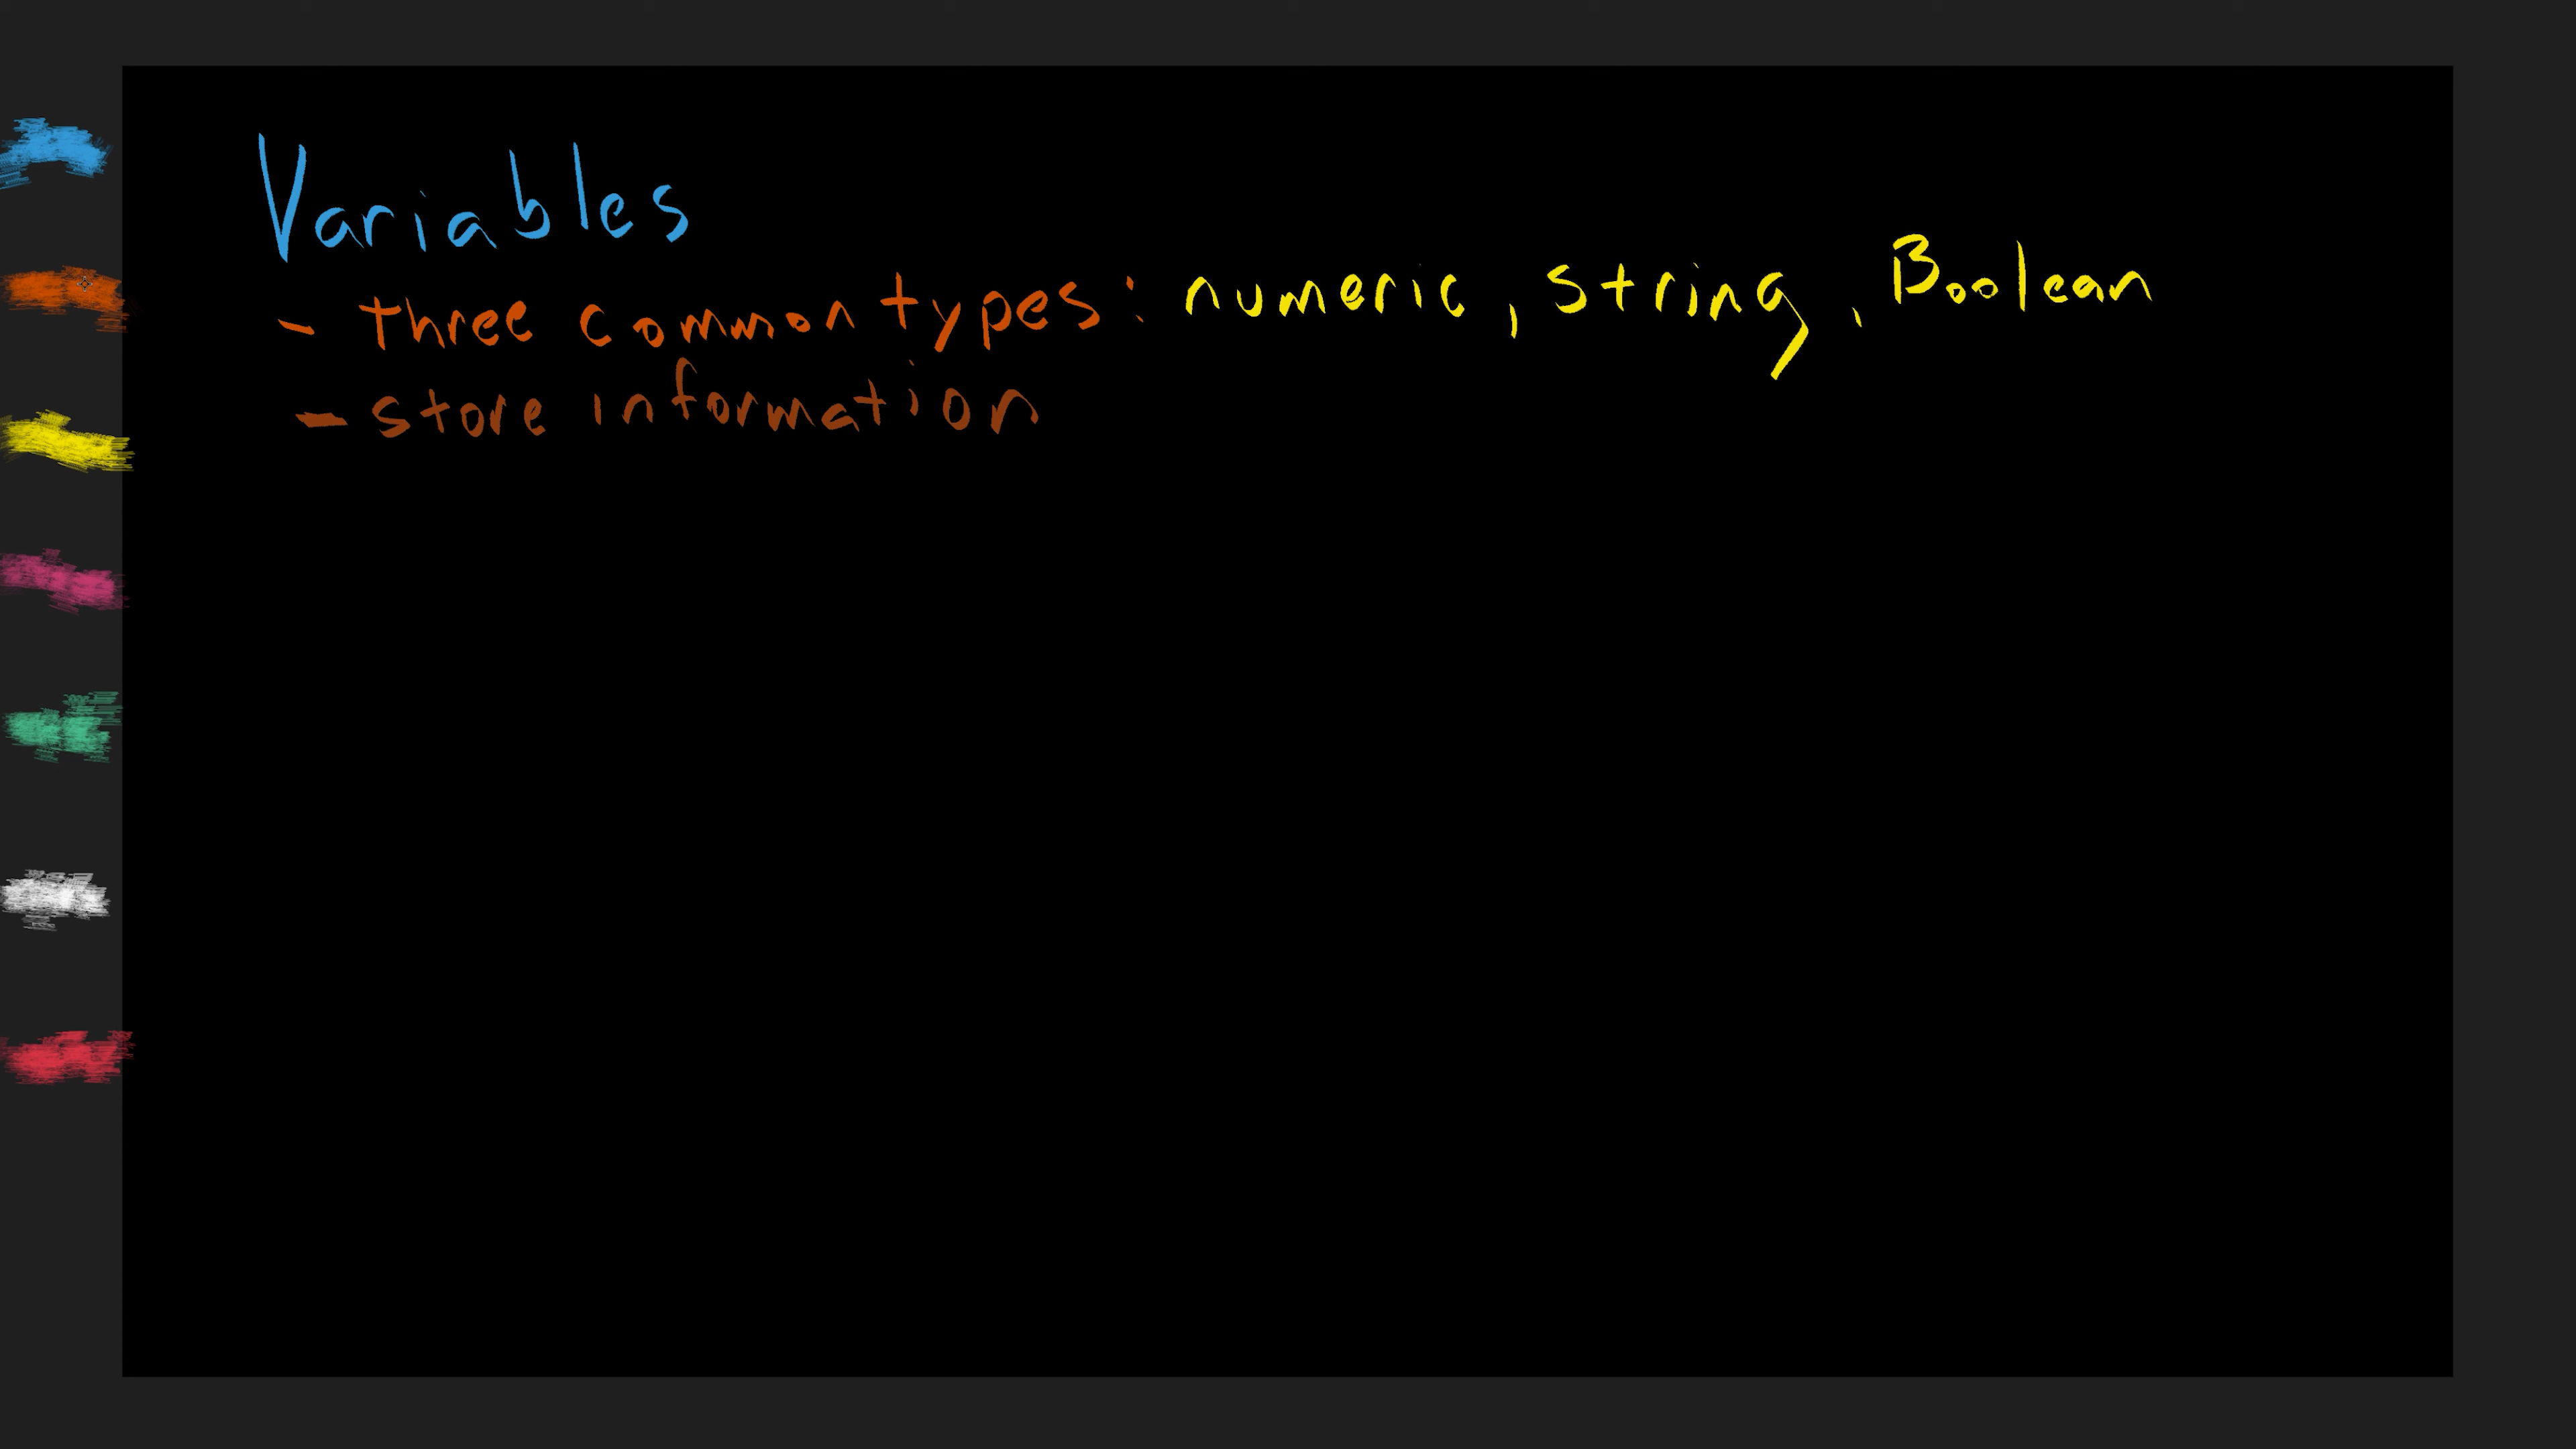 Variables
- three common types: numeric, string, Boolean
- store information